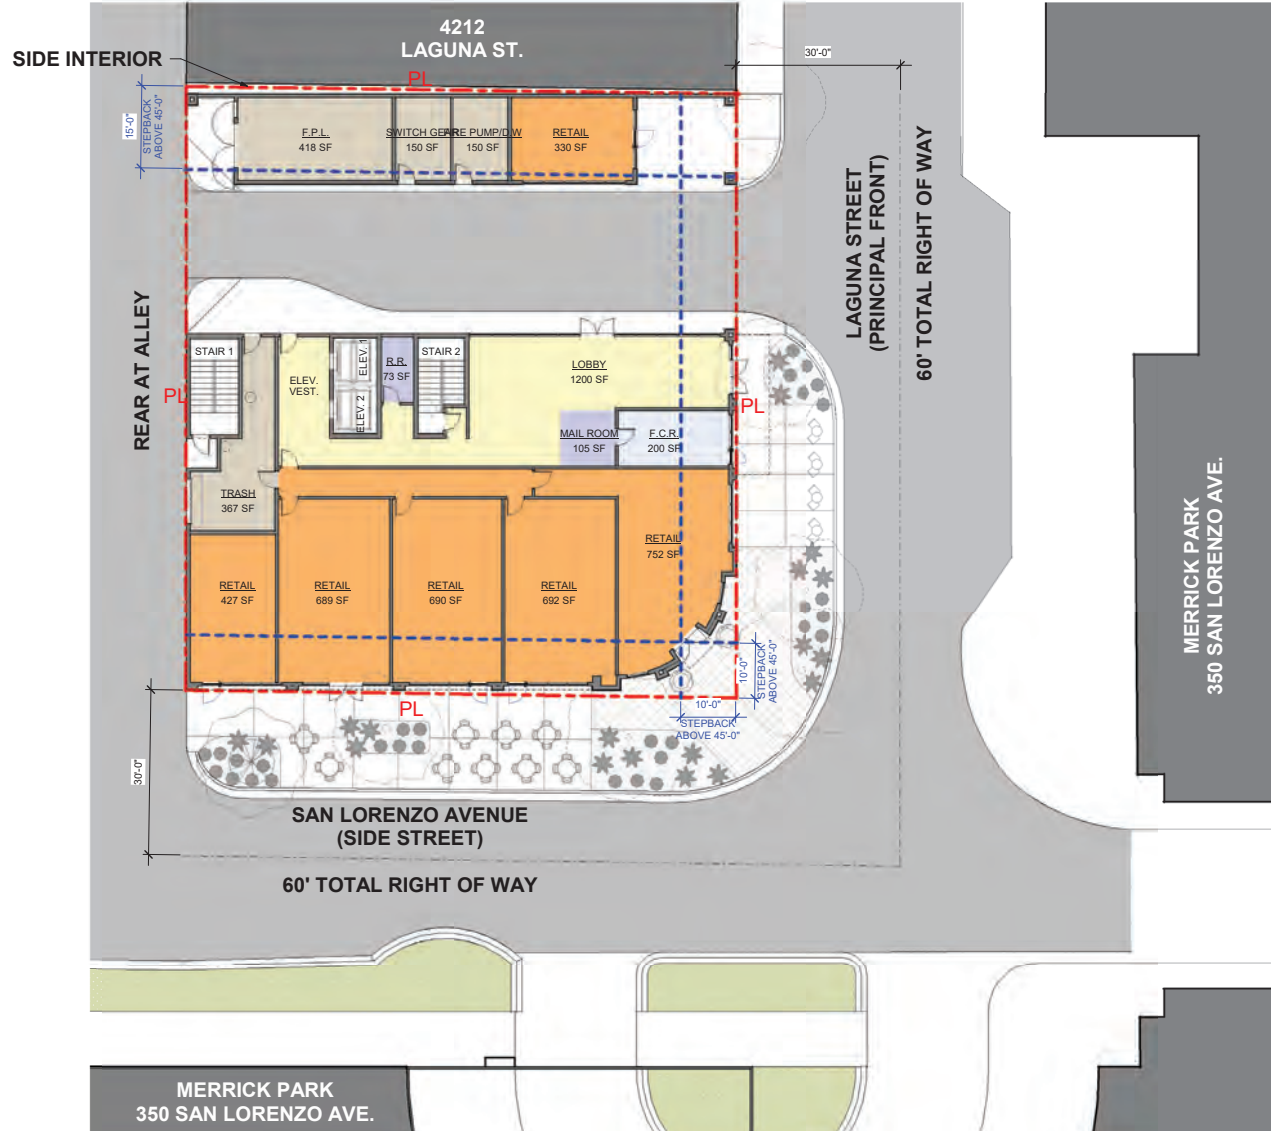 4212
LAGUNA ST.
SIDE INTERIOR
PL
30'-0"
15'-0"
STEPBACK
ABOVE 45'-0"
F.P.L.
418 SF
SWITCH GEAR
150 SF
FIRE PUMP/D.W
150 SF
RETAIL
330 SF
LAGUNA STREET
(PRINCIPAL FRONT)
60' TOTAL RIGHT OF WAY
REAR AT ALLEY
PL
STAIR 1
ELEV.
VEST.
ELEV. 1
ELEV. 2
R.R.
73 SF
STAIR 2
LOBBY
1200 SF
PL
MAIL ROOM
105 SF
F.C.R.
200 SF
TRASH
367 SF
RETAIL
752 SF
RETAIL
427 SF
RETAIL
689 SF
RETAIL
690 SF
RETAIL
692 SF
MERRICK PARK
350 SAN LORENZO AVE.
10'-0"
STEPBACK
ABOVE 45'-0"
PL
10'-0"
STEPBACK
ABOVE 45'-0"
30'-0"
SAN LORENZO AVENUE
(SIDE STREET)
60' TOTAL RIGHT OF WAY
MERRICK PARK
350 SAN LORENZO AVE.